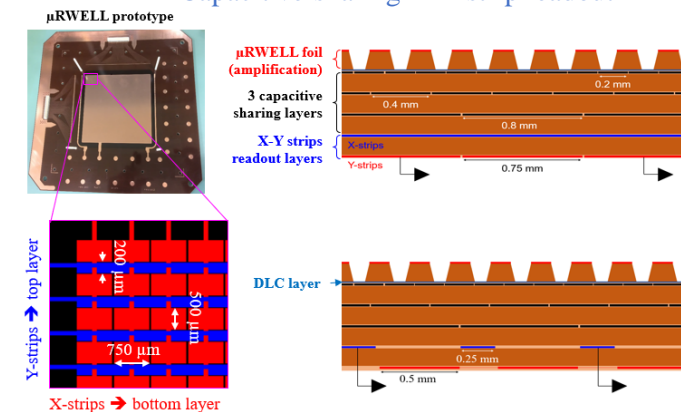 µRWELL prototype
µRWELL foil
(amplification)
3 capacitive
sharing layers
X-Y strips
readout layers
0.2 mm
0.4 mm
0.8 mm
X-strips
Y-strips
0.75 mm
Y-strips ➔ top layer
200 µm
500 µm
750 µm
X-strips ➔ bottom layer
DLC layer
0.25 mm
0.5 mm